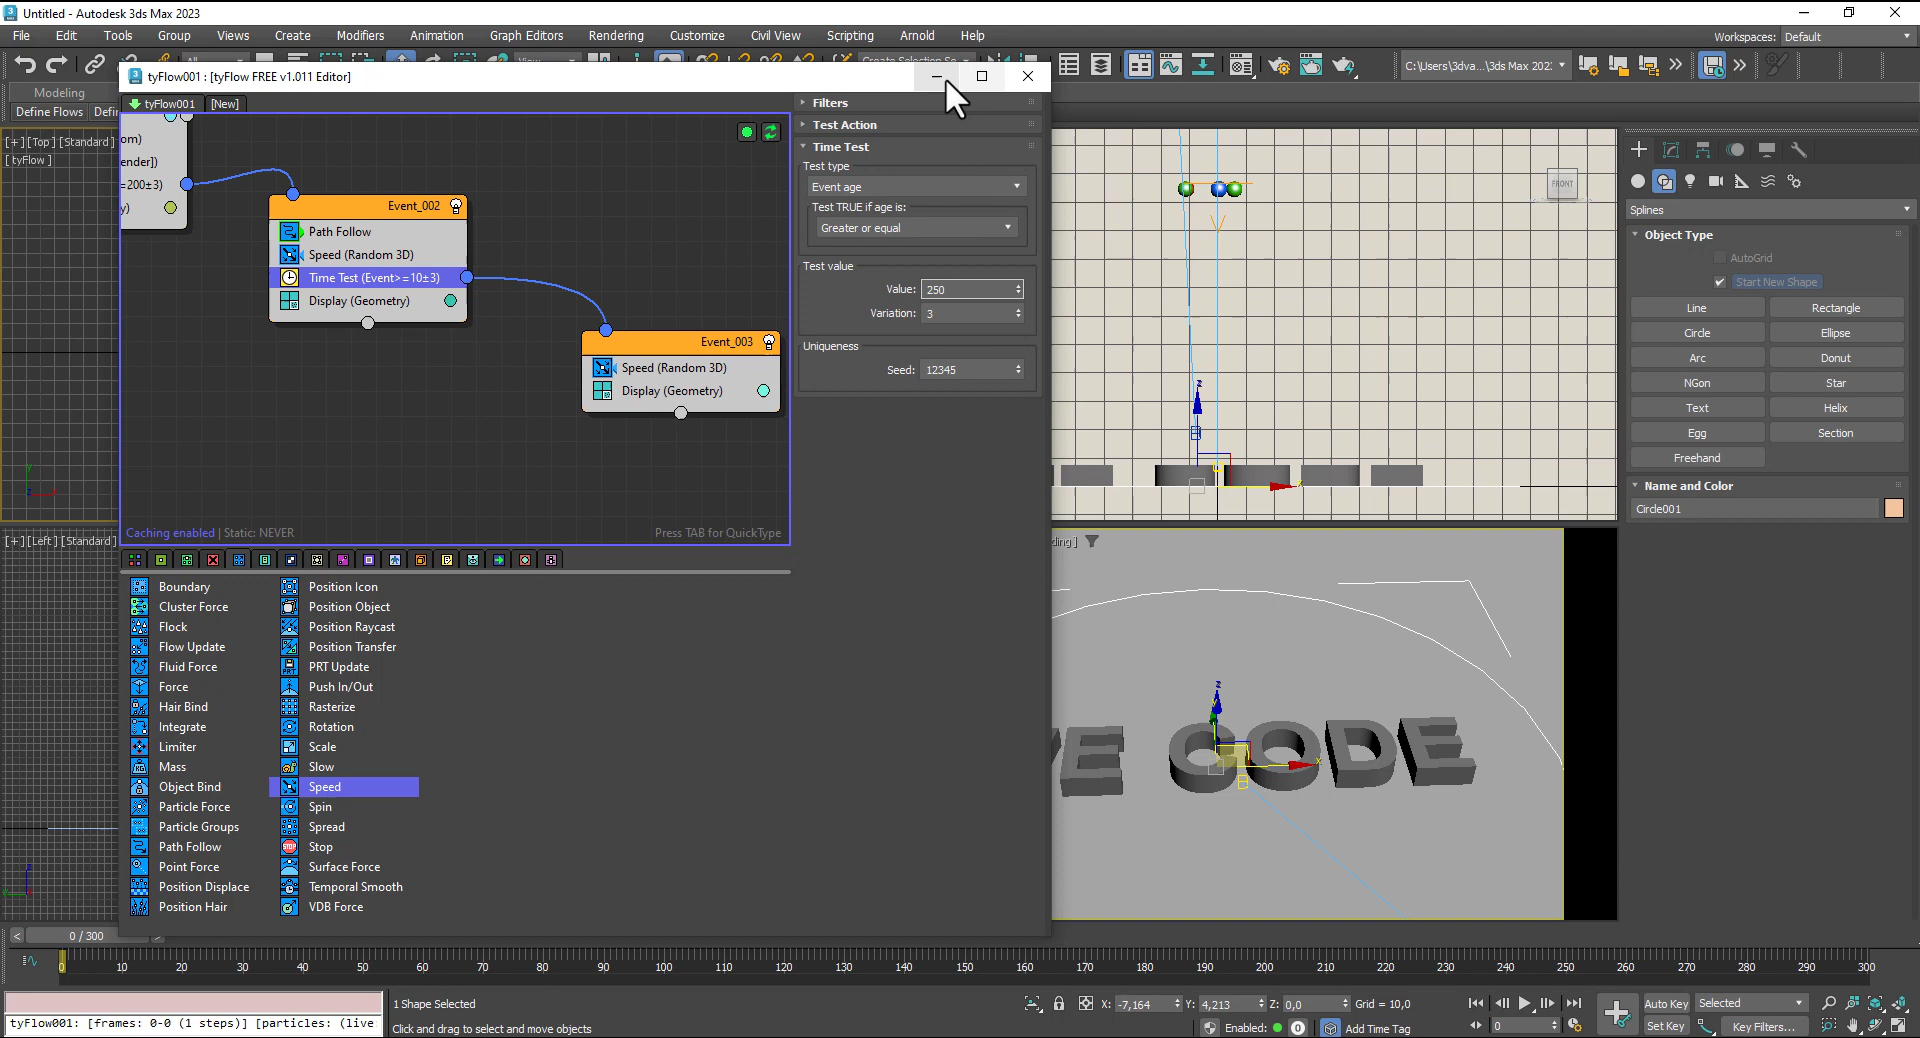 Untitled - Autodesk 3ds Max 2023
File Edit Tools Group Views Create Modifiers Animation Graph Editors Rendering Customize Civil View Scripting Arnold Help
Workspaces: Default
C:\Users\3dva...\3ds Max 202:
tyFlow001 : [tyFlow FREE v1.011 Editor]
Modeling
Define Flows
tyFlow001 [New]
[+] [Top] [Standard]
[ tyFlow ]
om)
ender])
=200±3)
y)
Event_002
Path Follow
Speed (Random 3D)
Time Test (Event>=10±3)
Display (Geometry)
Event_003
Speed (Random 3D)
Display (Geometry)
Caching enabled | Static: NEVER
Press TAB for QuickType
Filters
Test Action
Time Test
Test type
Event age
Test TRUE if age is:
Greater or equal
Test value
Value: 250
Variation: 3
Uniqueness
Seed: 12345
[+] [Left] [Standard]
Boundary
Cluster Force
Flock
Flow Update
Fluid Force
Force
Hair Bind
Integrate
Limiter
Mass
Object Bind
Particle Force
Particle Groups
Path Follow
Point Force
Position Displace
Position Hair
Position Icon
Position Object
Position Raycast
Position Transfer
PRT Update
Push In/Out
Rasterize
Rotation
Scale
Slow
Speed
Spin
Spread
Stop
Surface Force
Temporal Smooth
VDB Force
FRONT
ding ]
E CODE
Splines
Object Type
AutoGrid
Start New Shape
Line Rectangle
Circle Ellipse
Arc Donut
NGon Star
Text Helix
Egg Section
Freehand
Name and Color
Circle001
< 0 / 300 >
0 10 20 30 40 50 60 70 80 90 100 110 120 130 140 150 160 170 180 190 200 210 220 230 240 250 260 270 280 290 300
tyFlow001: [frames: 0-0 (1 steps)] [particles: (live
1 Shape Selected
Click and drag to select and move objects
X: -7,164 Y: 4,213 Z: 0,0 Grid = 10,0
Enabled: 0 Add Time Tag
0
Auto Key Selected
Set Key Key Filters...